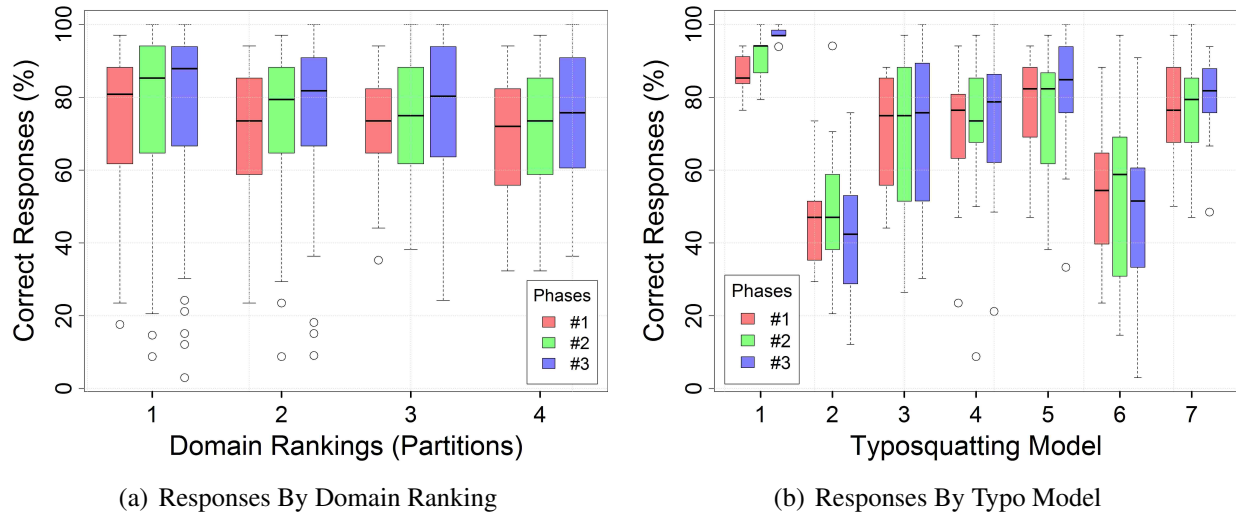 Correct Responses (%)
100
80
60
40
20
0
Phases
#1
#2
#3
1 2 3 4
Domain Rankings (Partitions)
(a) Responses By Domain Ranking
Correct Responses (%)
100
80
60
40
20
0
Phases
#1
#2
#3
1 2 3 4 5 6 7
Typosquatting Model
(b) Responses By Typo Model